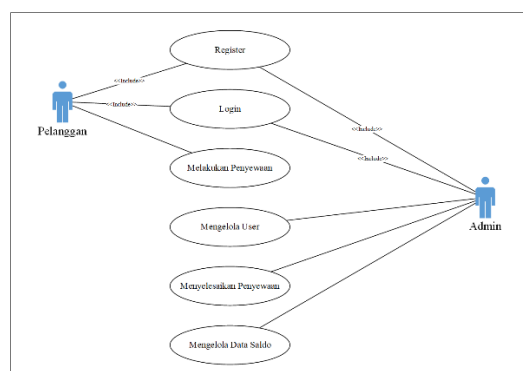 Register
<<Include>>
<<Include>>
Login
Pelanggan
<<Include>>
<<Include>>
Melakukan Penyewaan
Mengelola User
Admin
Menyelesaikan Penyewaan
Mengelola Data Saldo